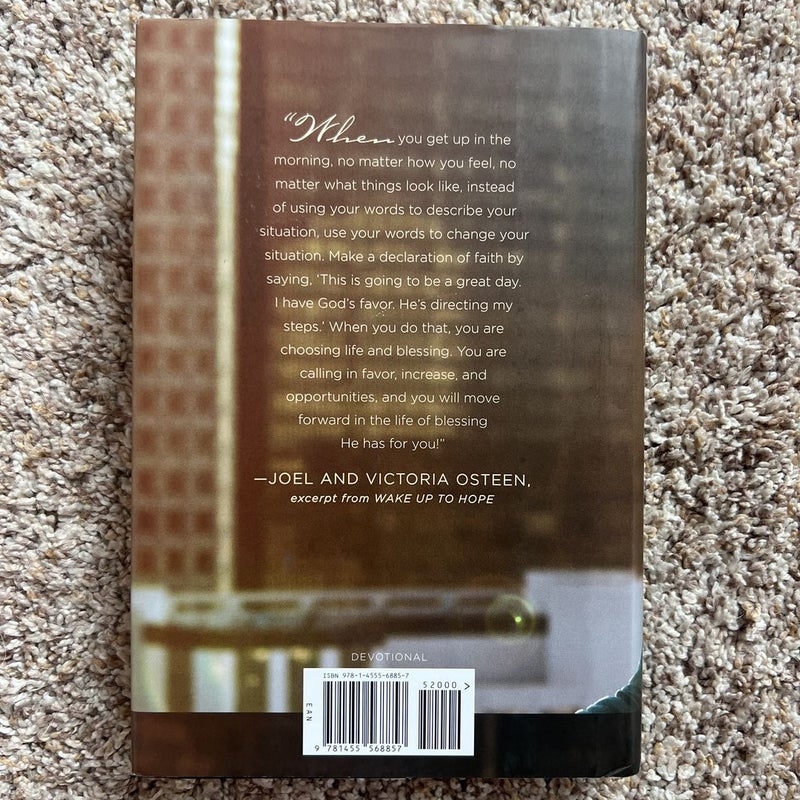 “When you get up in the
morning, no matter how you feel, no
matter what things look like, instead
of using your words to describe your
situation, use your words to change your
situation. Make a declaration of faith by
saying, ‘This is going to be a great day.
I have God’s favor. He’s directing my
steps.’ When you do that, you are
choosing life and blessing. You are
calling in favor, increase, and
opportunities, and you will move
forward in the life of blessing
He has for you!”
—JOEL AND VICTORIA OSTEEN,
excerpt from WAKE UP TO HOPE
DEVOTIONAL
ISBN 978-1-4555-6885-7
52000 >
EAN
9 781455 568857